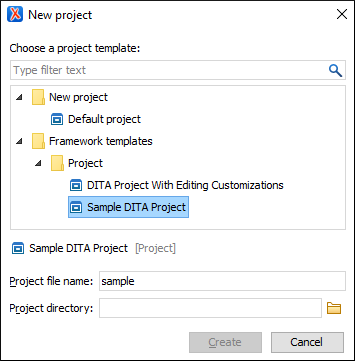 New project
Choose a project template:
Type filter text
New project
Default project
Framework templates
Project
DITA Project With Editing Customizations
Sample DITA Project
Sample DITA Project [Project]
Project file name: sample
Project directory:
Create Cancel